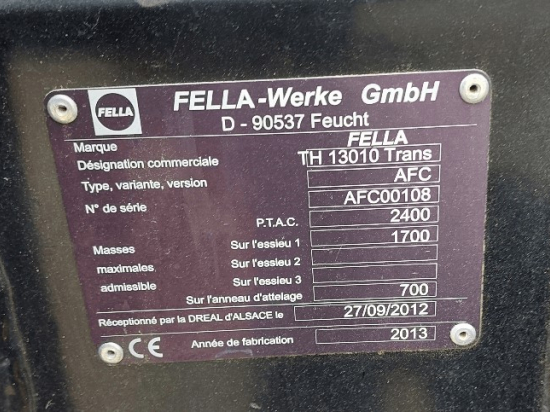 FELLA FELLA-Werke GmbH
D - 90537 Feucht
Marque FELLA
Désignation commerciale TH 13010 Trans
Type, variante, version AFC
N° de série AFC00108
P.T.A.C. 2400
Masses Sur l'essieu 1 1700
maximales Sur l'essieu 2
admissible Sur l'essieu 3
Sur l'anneau d'attelage 700
Réceptionné par la DREAL d'ALSACE le 27/09/2012
CE Année de fabrication 2013